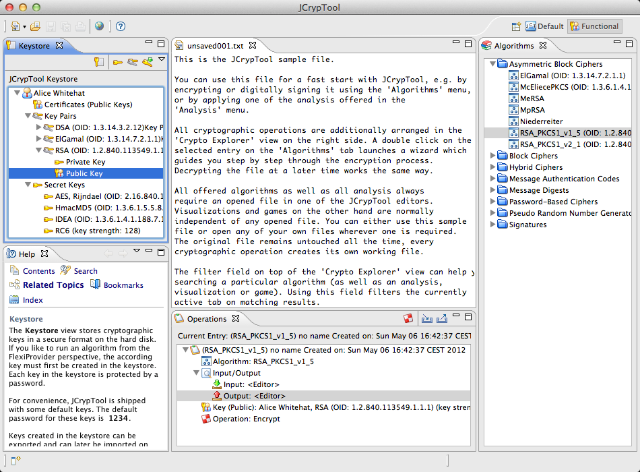 JCrypTool
Default
Functional
Keystore
JCrypTool Keystore
Alice Whitehat
Certificates (Public Keys)
Key Pairs
DSA (OID: 1.3.14.3.2.12)Key P
ElGamal (OID: 1.3.14.7.2.1.1)K
RSA (OID: 1.2.840.113549.1.1
Private Key
Public Key
Secret Keys
AES, Rijndael (OID: 2.16.840.1
HmacMD5 (OID: 1.3.6.1.5.5.8.
IDEA (OID: 1.3.6.1.4.1.188.7.1
RC6 (key strength: 128)
Help
Contents
Search
Related Topics
Bookmarks
Index
Keystore
The Keystore view stores cryptographic
keys in a secure format on the hard disk.
If you like to run an algorithm from the
FlexiProvider perspective, the according
key must first be created in the keystore.
Each key in the keystore is protected by a
password.
For convenience, JCrypTool is shipped
with some default keys. The default
password for these keys is 1234.
Keys created in the keystore can be
exported and can later be imported on
unsaved001.txt
This is the JCrypTool sample file.
You can use this file for a fast start with JCrypTool, e.g. by
encrypting or digitally signing it using the 'Algorithms' menu,
or by applying one of the analysis offered in the
'Analysis' menu.
All cryptographic operations are additionally arranged in the
'Crypto Explorer' view on the right side. A double click on the
selected entry on the 'Algorithms' tab launches a wizard which
guides you step by step through the encryption process.
Decrypting the file at a later time works the same way.
All offered algorithms as well as all analysis always
require an opened file in one of the JCrypTool editors.
Visualizations and games on the other hand are normally
independent of any opened file. You can either use this sample
file or open any of your own files wherever one is required.
The original file remains untouched all the time, every
cryptographic operation creates its own working file.
The filter field on top of the 'Crypto Explorer' view can help y
searching a particular algorithm (as well as an analysis,
visualization or game). Using this field filters the currently
active tab on matching results.
Operations
Current Entry: (RSA_PKCS1_v1_5) no name Created on: Sun May 06 16:42:37 CES
(RSA_PKCS1_v1_5) no name Created on: Sun May 06 16:42:37 CEST 2012
Algorithm: RSA_PKCS1_v1_5
Input/Output
Input: <Editor>
Output: <Editor>
Key (Public): Alice Whitehat, RSA (OID: 1.2.840.113549.1.1.1) (key stren
Operation: Encrypt
Algorithms
Asymmetric Block Ciphers
ElGamal (OID: 1.3.14.7.2.1.1)
McEliecePKCS (OID: 1.3.6.1.4.1
MeRSA
MpRSA
Niederreiter
RSA_PKCS1_v1_5 (OID: 1.2.840
RSA_PKCS1_v2_1 (OID: 1.2.840
Block Ciphers
Hybrid Ciphers
Message Authentication Codes
Message Digests
Password-Based Ciphers
Pseudo Random Number Generato
Signatures